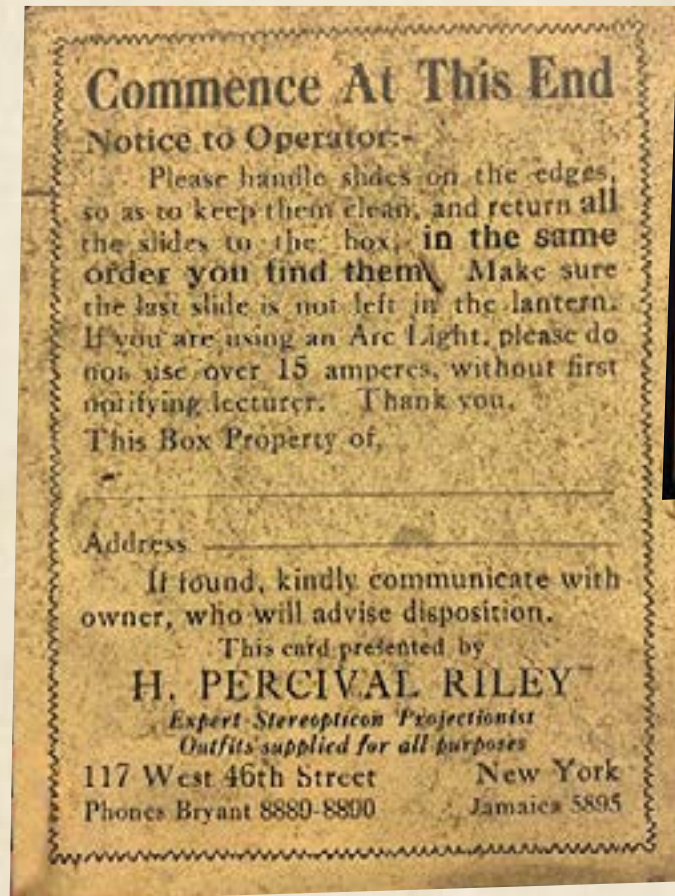 Commence At This End
Notice to Operator:-
Please handle slides on the edges,
so as to keep them clean, and return all
the slides to the box, in the same
order you find them. Make sure
the last slide is not left in the lantern.
If you are using an Arc Light, please do
not use over 15 amperes, without first
notifying lecturer. Thank you.
This Box Property of,
Address
If found, kindly communicate with
owner, who will advise disposition.
This card presented by
H. PERCIVAL RILEY
Expert Stereopticon Projectionist
Outfits supplied for all purposes
117 West 46th Street New York
Phones Bryant 8889-8890 Jamaica 5895